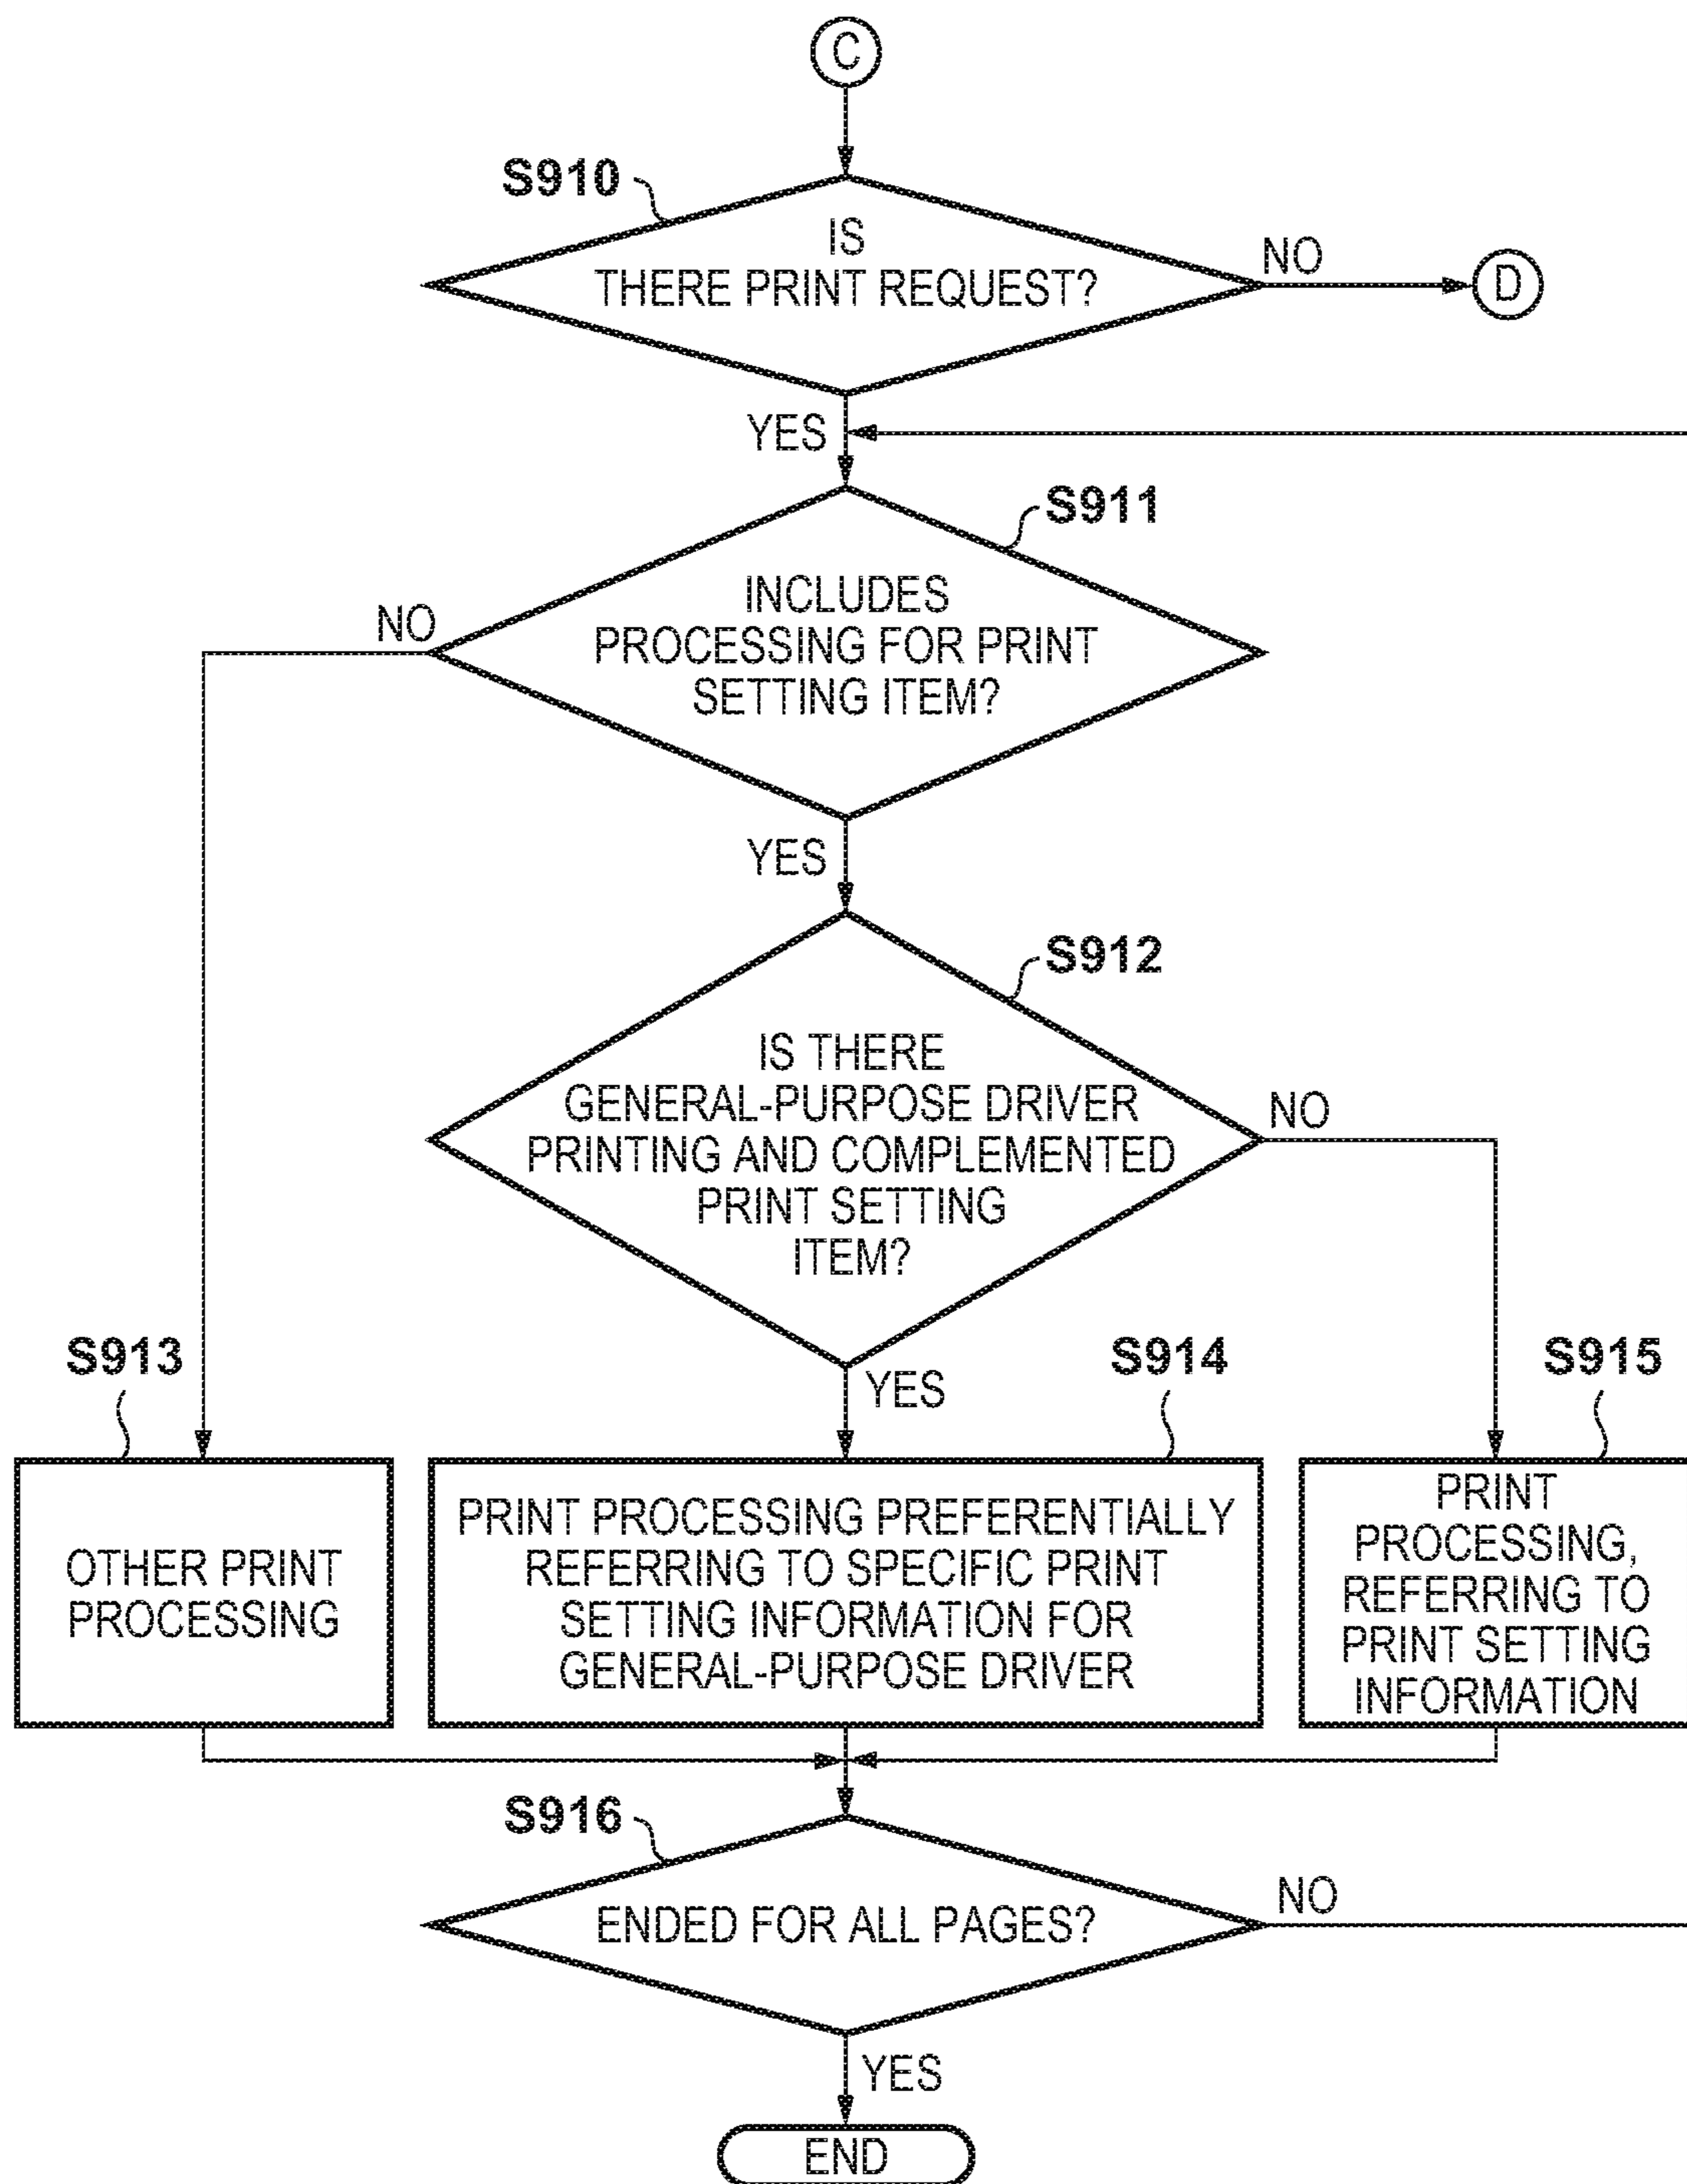 C
S910
IS
THERE PRINT REQUEST?
NO
D
YES
S911
INCLUDES
PROCESSING FOR PRINT
SETTING ITEM?
NO
YES
S912
IS THERE
GENERAL-PURPOSE DRIVER
PRINTING AND COMPLEMENTED
PRINT SETTING
ITEM?
NO
YES
S913
OTHER PRINT
PROCESSING
S914
PRINT PROCESSING PREFERENTIALLY
REFERRING TO SPECIFIC PRINT
SETTING INFORMATION FOR
GENERAL-PURPOSE DRIVER
S915
PRINT
PROCESSING,
REFERRING TO
PRINT SETTING
INFORMATION
S916
ENDED FOR ALL PAGES?
NO
YES
END